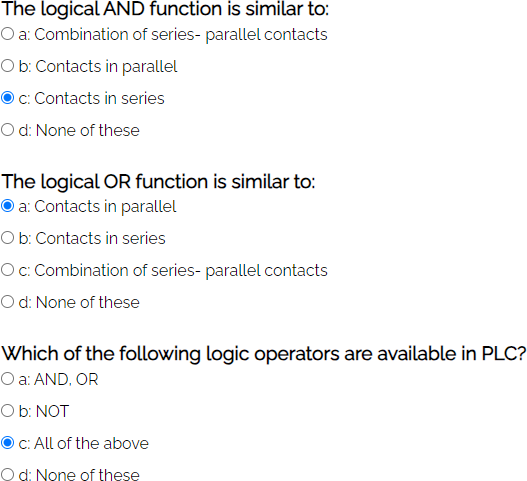 The logical AND function is similar to:
a: Combination of series- parallel contacts
b: Contacts in parallel
c: Contacts in series
d: None of these
The logical OR function is similar to:
a: Contacts in parallel
b: Contacts in series
c: Combination of series- parallel contacts
d: None of these
Which of the following logic operators are available in PLC?
a: AND, OR
b: NOT
c: All of the above
d: None of these